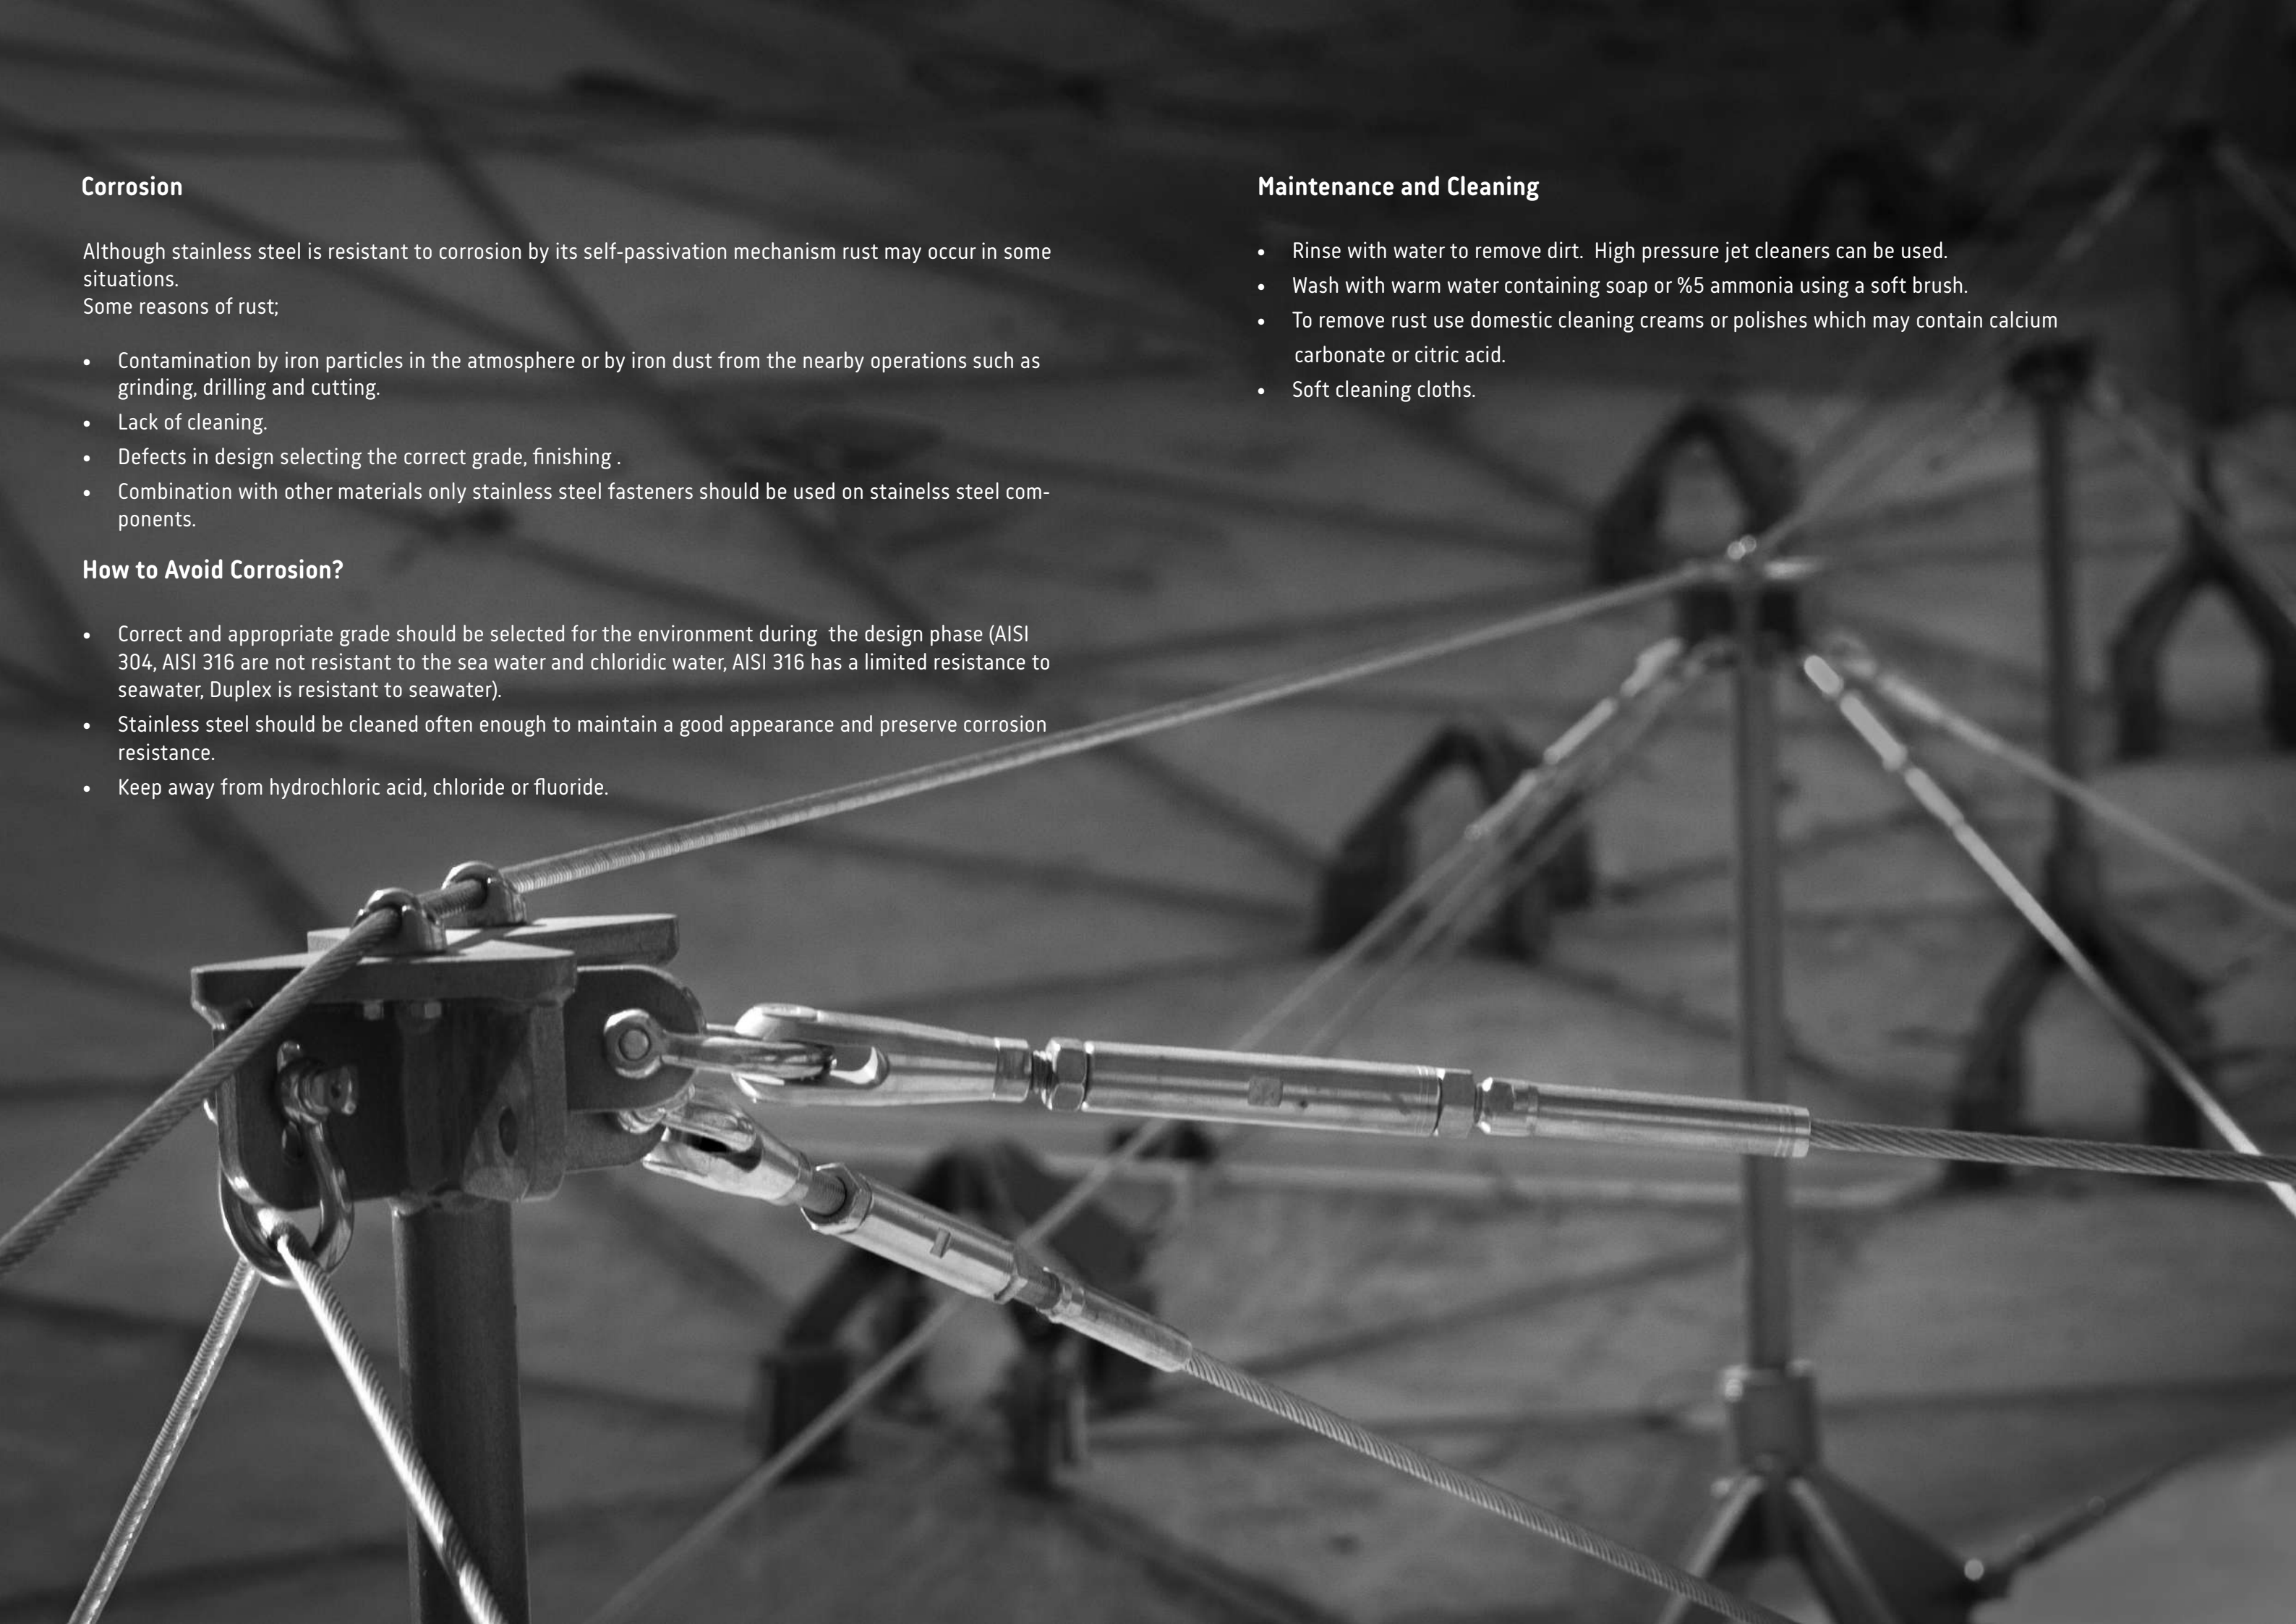 Corrosion
Although stainless steel is resistant to corrosion by its self-passivation mechanism rust may occur in some
situations.
Some reasons of rust;
• Contamination by iron particles in the atmosphere or by iron dust from the nearby operations such as
grinding, drilling and cutting.
• Lack of cleaning.
• Defects in design selecting the correct grade, finishing .
• Combination with other materials only stainless steel fasteners should be used on stainelss steel com-
ponents.
How to Avoid Corrosion?
• Correct and appropriate grade should be selected for the environment during  the design phase (AISI
304, AISI 316 are not resistant to the sea water and chloridic water, AISI 316 has a limited resistance to
seawater, Duplex is resistant to seawater).
• Stainless steel should be cleaned often enough to maintain a good appearance and preserve corrosion
resistance.
• Keep away from hydrochloric acid, chloride or fluoride.
Maintenance and Cleaning
• Rinse with water to remove dirt.  High pressure jet cleaners can be used.
• Wash with warm water containing soap or %5 ammonia using a soft brush.
• To remove rust use domestic cleaning creams or polishes which may contain calcium
carbonate or citric acid.
• Soft cleaning cloths.